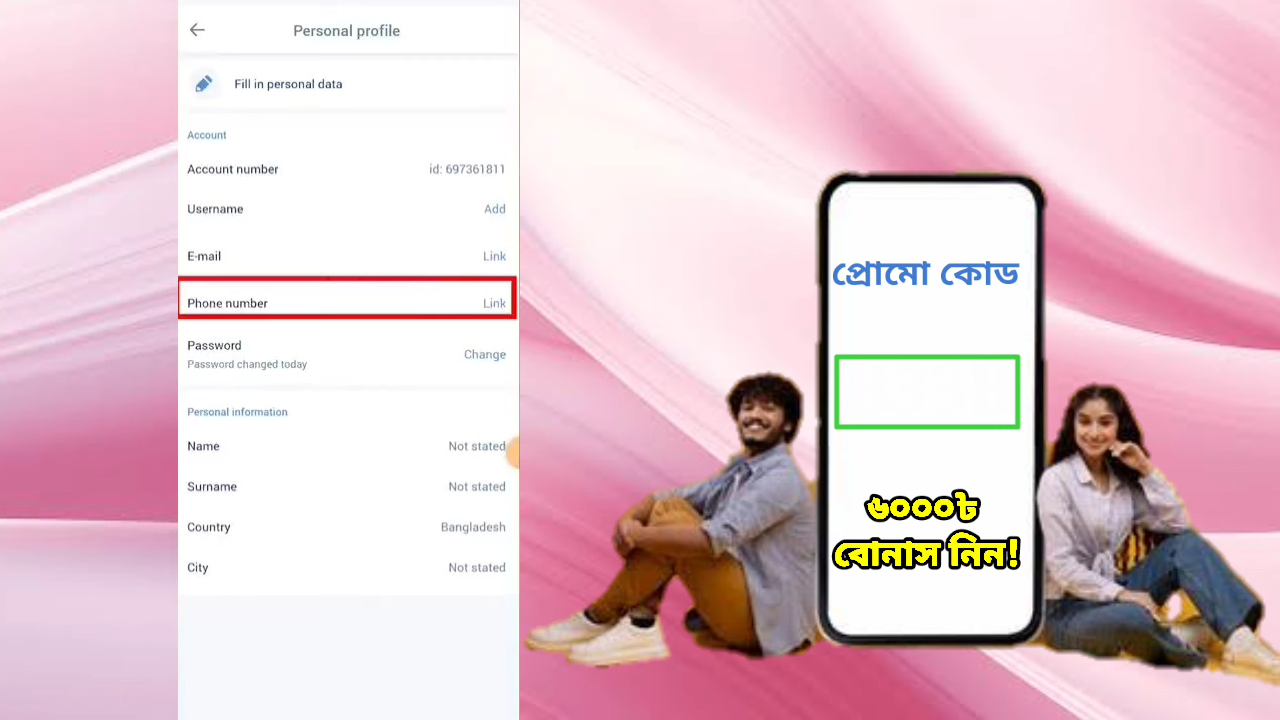 Personal profile
Fill in personal data
Account
Account number id: 697361811
Username Add
E-mail Link
Phone number Link
Password
Password changed today
Change
Personal information
Name Not stated
Surname Not stated
Country Bangladesh
City Not stated
প্রোমো কোড
৬০০০৳
বোনাস নিন!